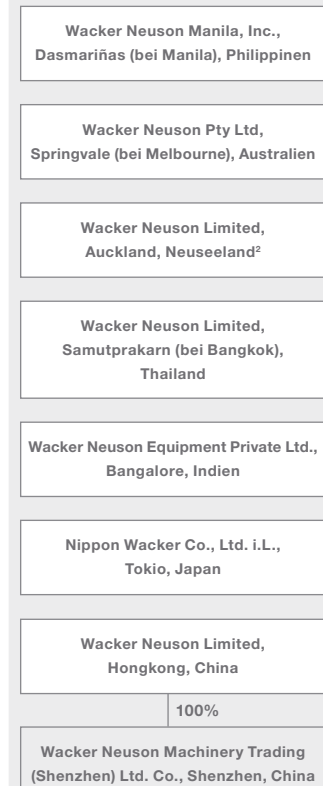 Wacker Neuson Manila, Inc.,
Dasmariñas (bei Manila), Philippinen
Wacker Neuson Pty Ltd,
Springvale (bei Melbourne), Australien
Wacker Neuson Limited,
Auckland, Neuseeland²
Wacker Neuson Limited,
Samutprakarn (bei Bangkok),
Thailand
Wacker Neuson Equipment Private Ltd.,
Bangalore, Indien
Nippon Wacker Co., Ltd. i.L.,
Tokio, Japan
Wacker Neuson Limited,
Hongkong, China
100%
Wacker Neuson Machinery Trading
(Shenzhen) Ltd. Co., Shenzhen, China